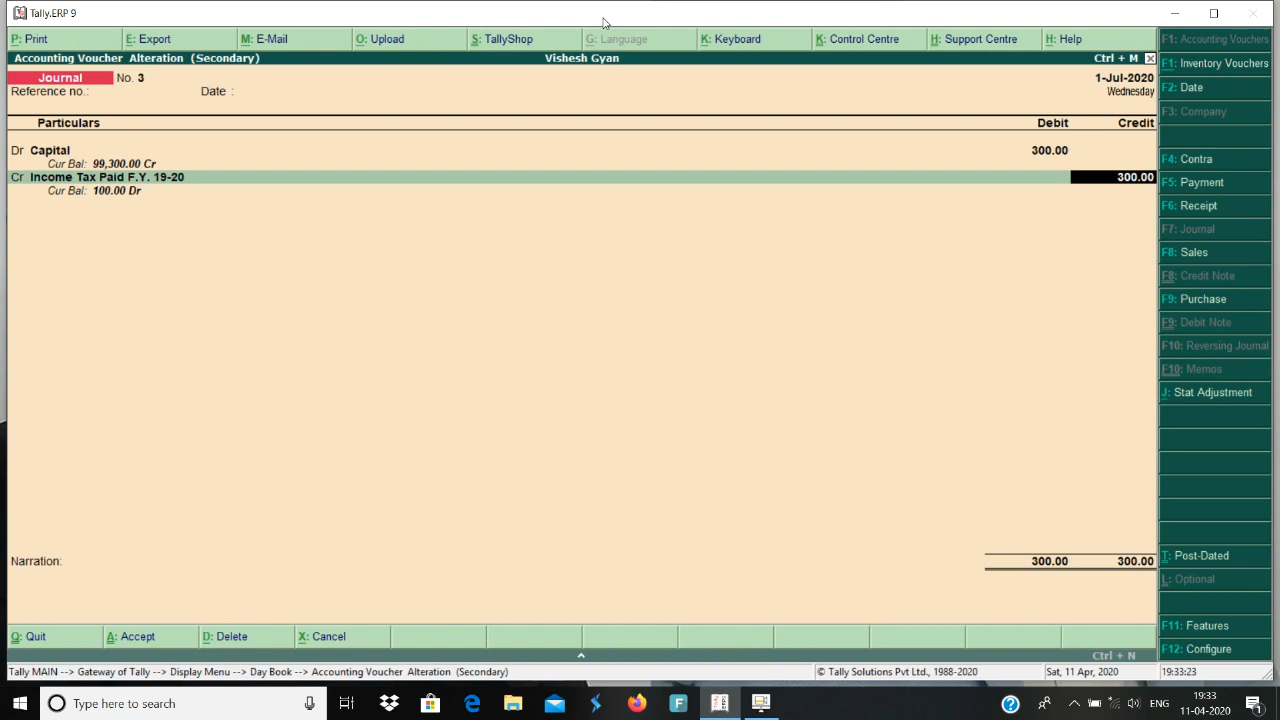 Tally.ERP 9
P: Print E: Export M: E-Mail O: Upload S: TallyShop G: Language K: Keyboard K: Control Centre H: Support Centre H: Help
F1: Accounting Vouchers
Accounting Voucher Alteration (Secondary) Vishesh Gyan Ctrl + M
F1: Inventory Vouchers
Journal No. 3 1-Jul-2020
Reference no.: Date : Wednesday
F2: Date
F3: Company
Particulars Debit Credit
Dr Capital 300.00
Cur Bal: 99,300.00 Cr
F4: Contra
Cr Income Tax Paid F.Y. 19-20 300.00
Cur Bal: 100.00 Dr
F5: Payment
F6: Receipt
F7: Journal
F8: Sales
F8: Credit Note
F9: Purchase
F9: Debit Note
F10: Reversing Journal
F10: Memos
J: Stat Adjustment
Narration: 300.00 300.00
T: Post-Dated
L: Optional
F11: Features
Q: Quit A: Accept D: Delete X: Cancel
F12: Configure
Ctrl + N
Tally MAIN --> Gateway of Tally --> Display Menu --> Day Book --> Accounting Voucher Alteration (Secondary) © Tally Solutions Pvt Ltd., 1988-2020 Sat, 11 Apr, 2020 19:33:23
Type here to search ENG 19:33
11-04-2020